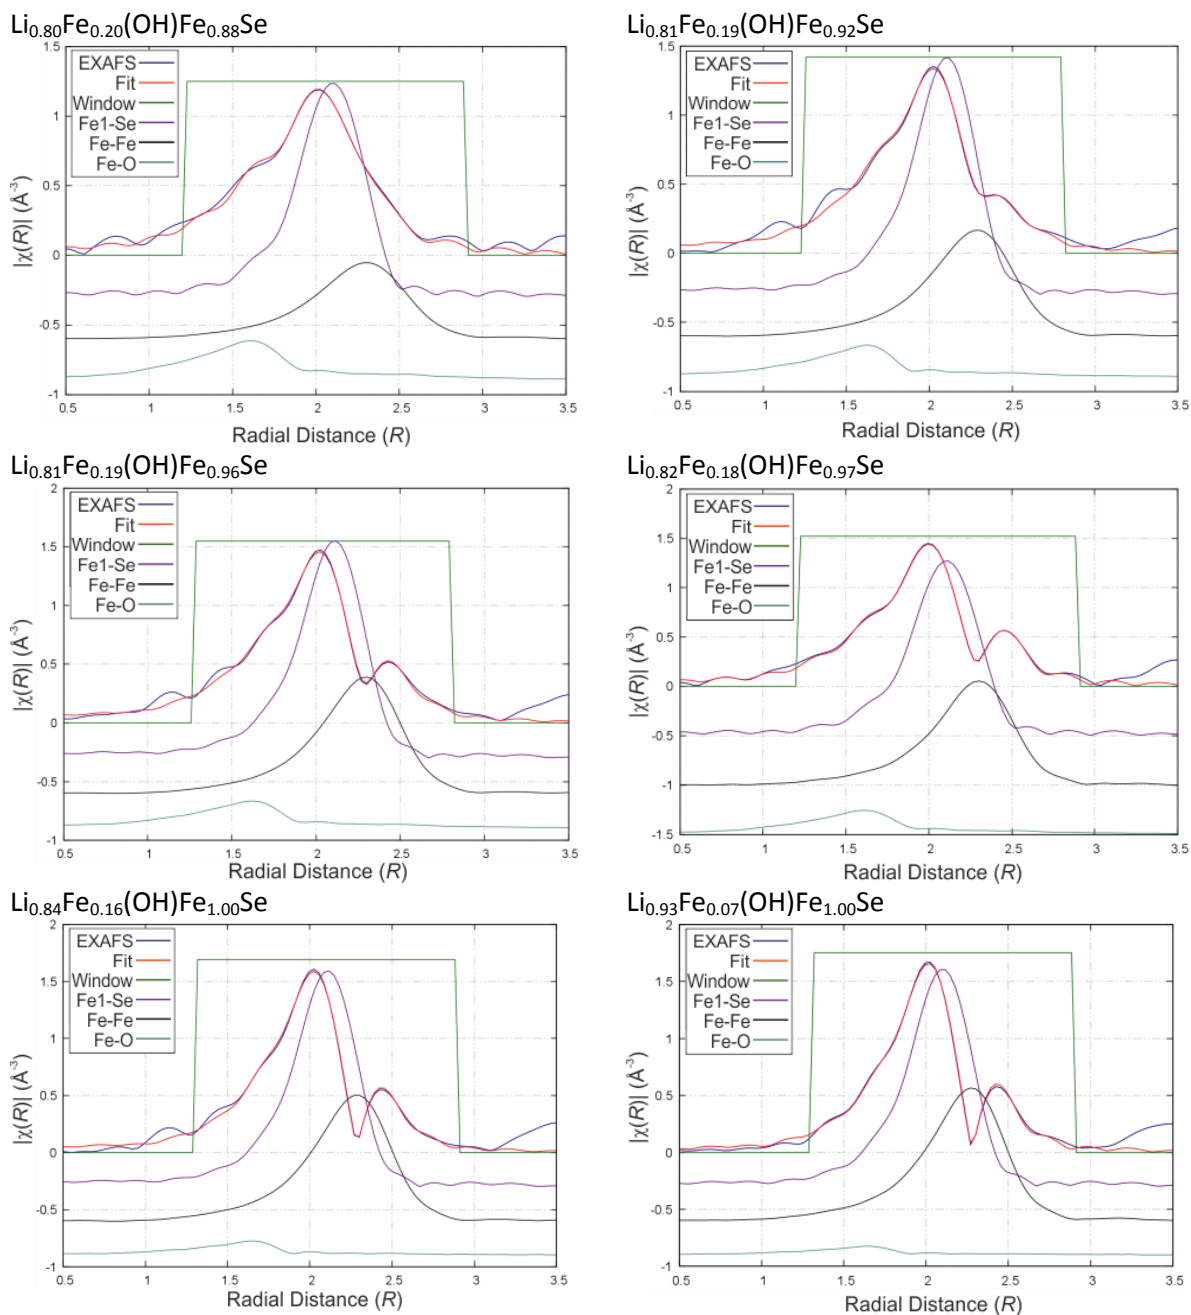 Li0.80Fe0.20(OH)Fe0.88Se
1.5
1
0.5
0
-0.5
-1
|χ(R)| (Å-3)
EXAFS
Fit
Window
Fe1-Se
Fe-Fe
Fe-O
0.5 1 1.5 2 2.5 3 3.5
Radial Distance (R)
Li0.81Fe0.19(OH)Fe0.92Se
1.5
1
0.5
0
-0.5
-1
|χ(R)| (Å-3)
EXAFS
Fit
Window
Fe1-Se
Fe-Fe
Fe-O
0.5 1 1.5 2 2.5 3 3.5
Radial Distance (R)
Li0.81Fe0.19(OH)Fe0.96Se
2
1.5
1
0.5
0
-0.5
-1
|χ(R)| (Å-3)
EXAFS
Fit
Window
Fe1-Se
Fe-Fe
Fe-O
0.5 1 1.5 2 2.5 3 3.5
Radial Distance (R)
Li0.82Fe0.18(OH)Fe0.97Se
2
1.5
1
0.5
0
-0.5
-1
-1.5
|χ(R)| (Å-3)
EXAFS
Fit
Window
Fe1-Se
Fe-Fe
Fe-O
0.5 1 1.5 2 2.5 3 3.5
Radial Distance (R)
Li0.84Fe0.16(OH)Fe1.00Se
2
1.5
1
0.5
0
-0.5
-1
|χ(R)| (Å-3)
EXAFS
Fit
Window
Fe1-Se
Fe-Fe
Fe-O
0.5 1 1.5 2 2.5 3 3.5
Radial Distance (R)
Li0.93Fe0.07(OH)Fe1.00Se
2
1.5
1
0.5
0
-0.5
-1
|χ(R)| (Å-3)
EXAFS
Fit
Window
Fe1-Se
Fe-Fe
Fe-O
0.5 1 1.5 2 2.5 3 3.5
Radial Distance (R)